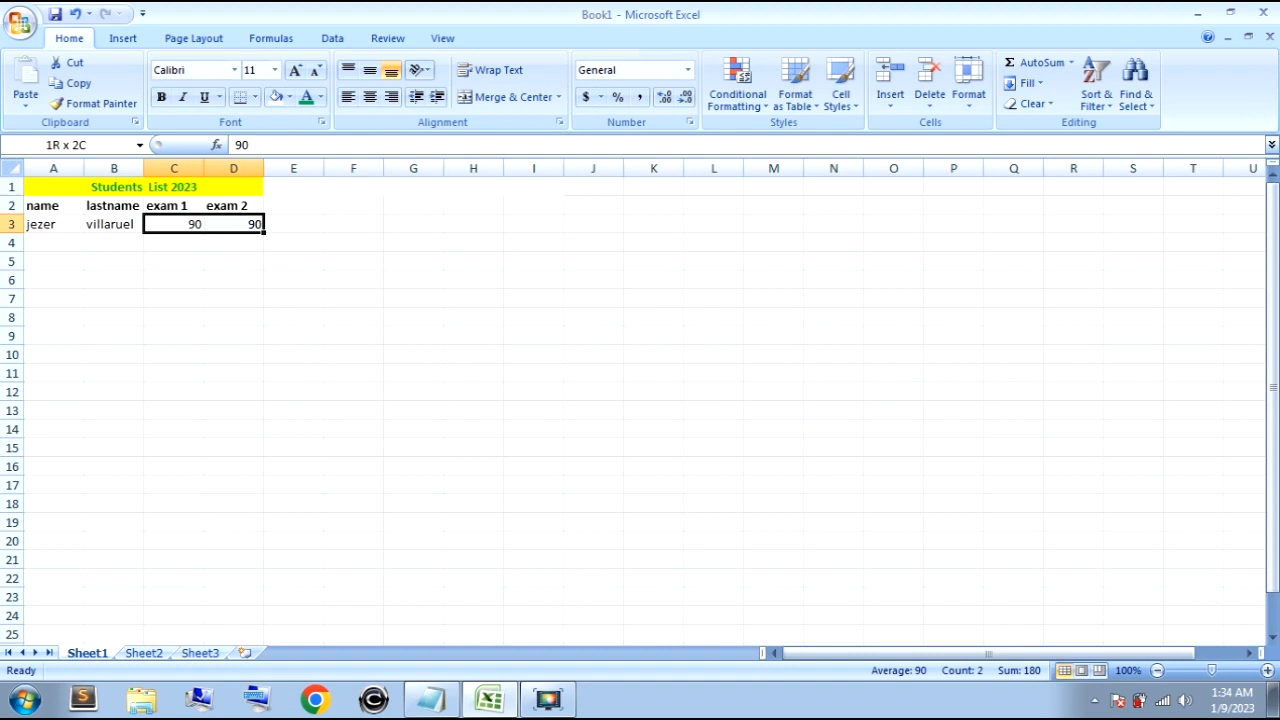 Book1 - Microsoft Excel
Home Insert Page Layout Formulas Data Review View
Paste
Cut
Copy
Format Painter
Clipboard
Calibri 11
B I U
Font
Wrap Text
Merge & Center
Alignment
General
$ % ,
Number
Conditional Formatting
Format as Table
Cell Styles
Styles
Insert
Delete
Format
Cells
Σ AutoSum
Fill
Clear
Sort & Filter
Find & Select
Editing
1R x 2C fx 90
A B C D E F G H I J K L M N O P Q R S T U
1 Students List 2023
2 name lastname exam 1 exam 2
3 jezer villaruel 90 90
4
5
6
7
8
9
10
11
12
13
14
15
16
17
18
19
20
21
22
23
24
25
Sheet1 Sheet2 Sheet3
Ready Average: 90 Count: 2 Sum: 180 100%
1:34 AM
1/9/2023